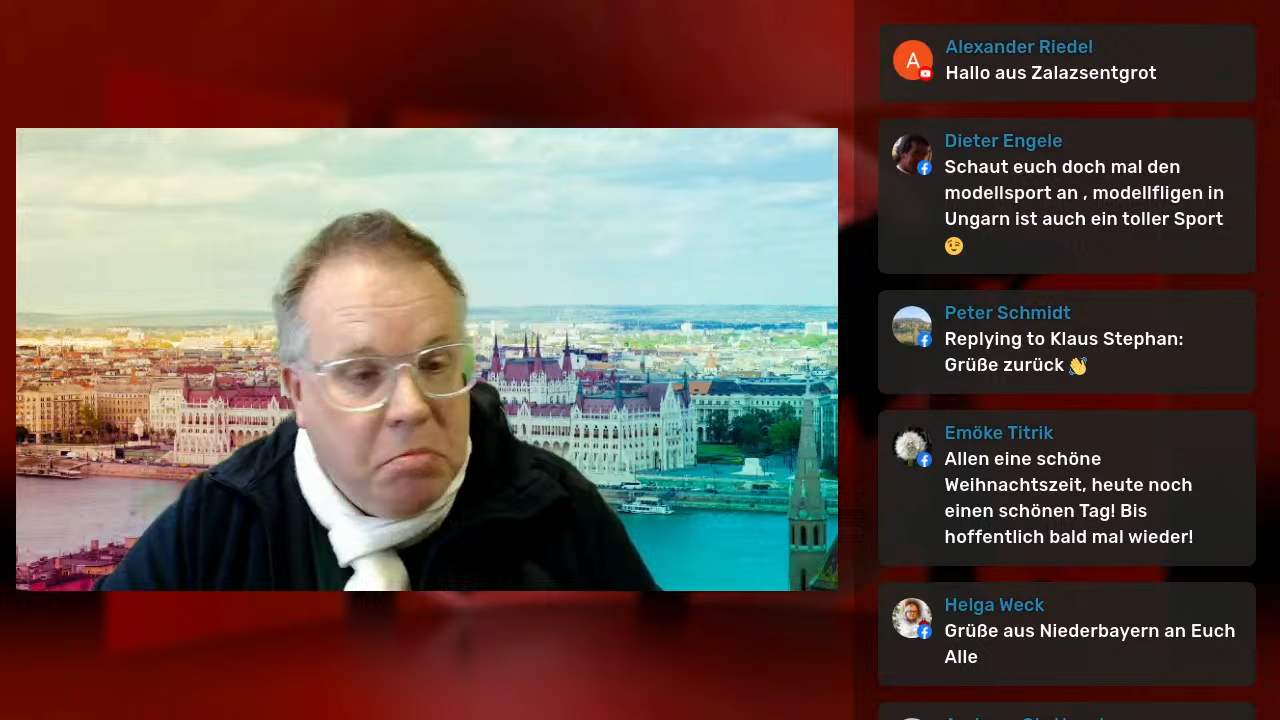 A
Alexander Riedel
Hallo aus Zalazsentgrot
Dieter Engele
Schaut euch doch mal den
modellsport an , modellfligen in
Ungarn ist auch ein toller Sport
😉
Peter Schmidt
Replying to Klaus Stephan:
Grüße zurück 👋
Emöke Titrik
Allen eine schöne
Weihnachtszeit, heute noch
einen schönen Tag! Bis
hoffentlich bald mal wieder!
Helga Weck
Grüße aus Niederbayern an Euch
Alle